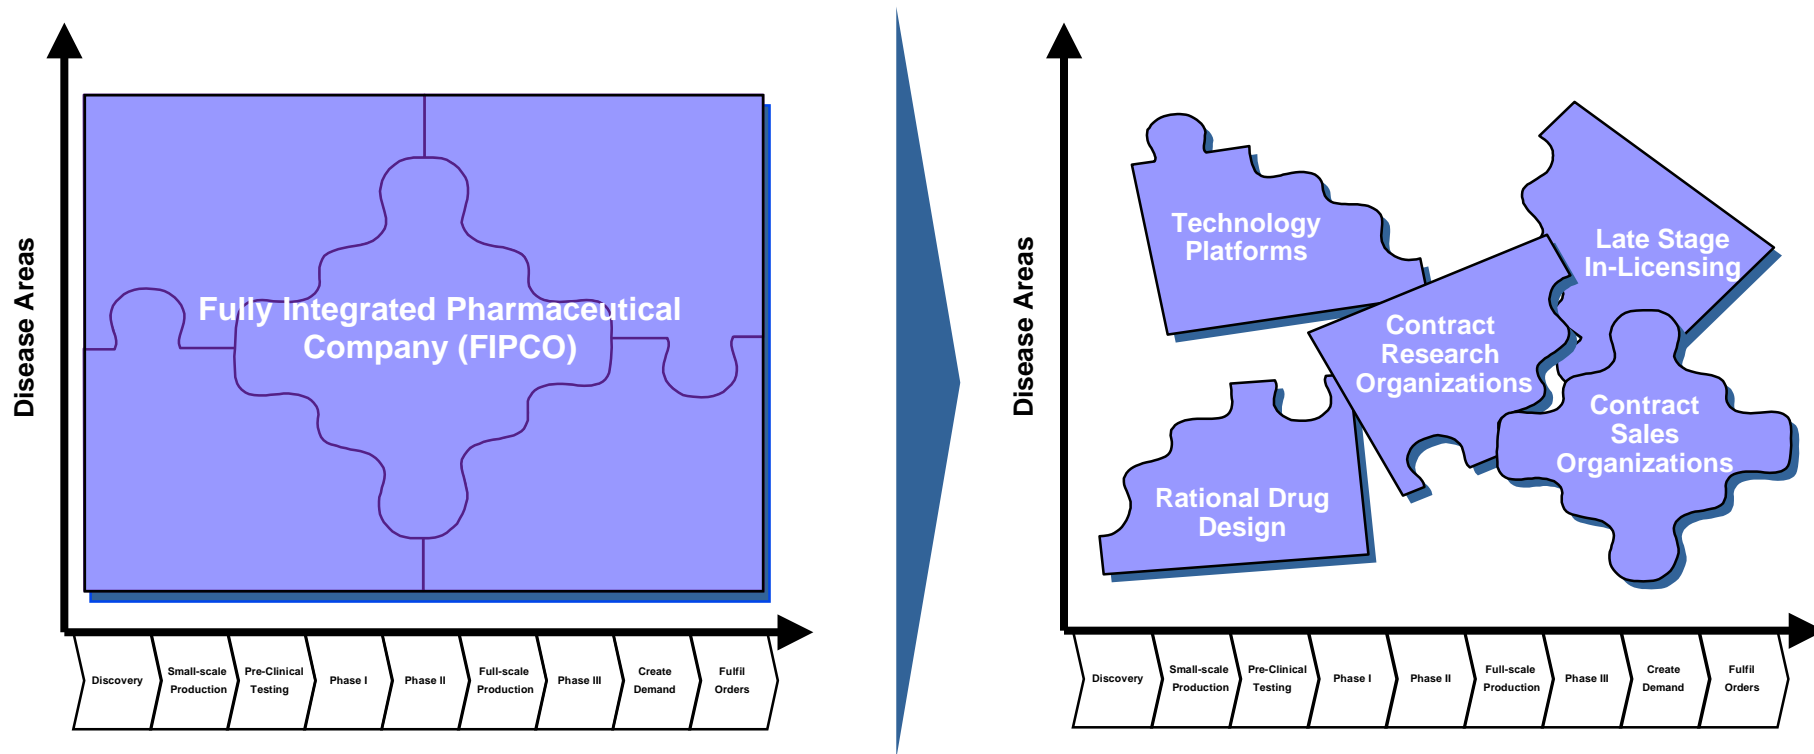 Disease Areas
Fully Integrated Pharmaceutical
Company (FIPCO)
Discovery
Small-scale
Production
Pre-Clinical
Testing
Phase I
Phase II
Full-scale
Production
Phase III
Create
Demand
Fulfil
Orders
Disease Areas
Technology
Platforms
Late Stage
In-Licensing
Contract
Research
Organizations
Contract
Sales
Organizations
Rational Drug
Design
Discovery
Small-scale
Production
Pre-Clinical
Testing
Phase I
Phase II
Full-scale
Production
Phase III
Create
Demand
Fulfil
Orders